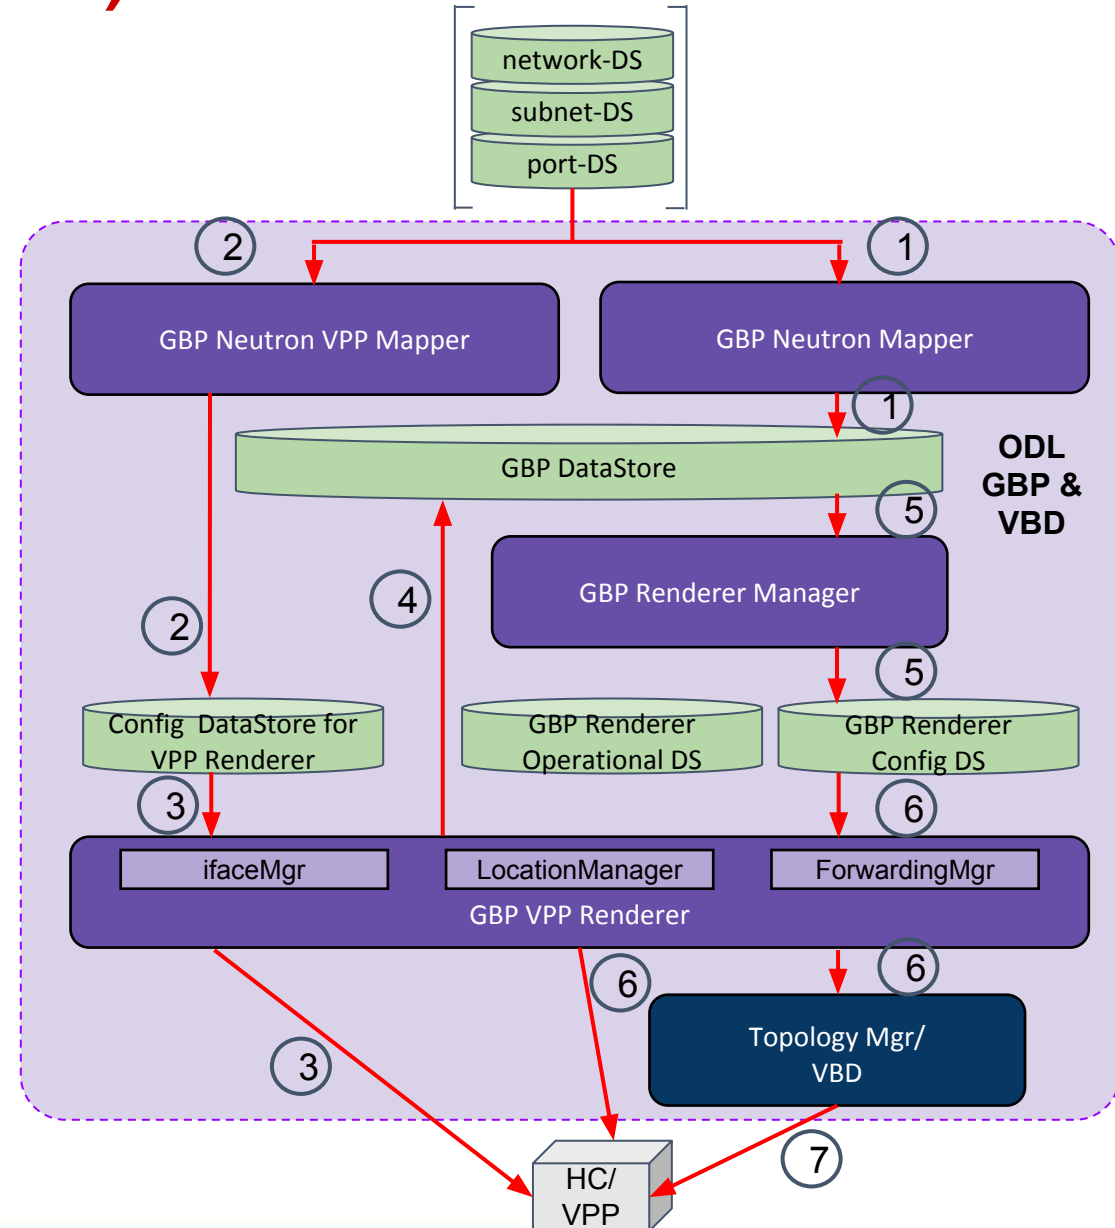 )
network-DS
subnet-DS
port-DS
2
1
GBP Neutron VPP Mapper
GBP Neutron Mapper
1
GBP DataStore
ODL
GBP &
VBD
5
4
GBP Renderer Manager
2
5
Config DataStore for
VPP Renderer
GBP Renderer
Operational DS
GBP Renderer
Config DS
3
6
ifaceMgr
LocationManager
ForwardingMgr
GBP VPP Renderer
6
6
3
Topology Mgr/
VBD
7
HC/
VPP